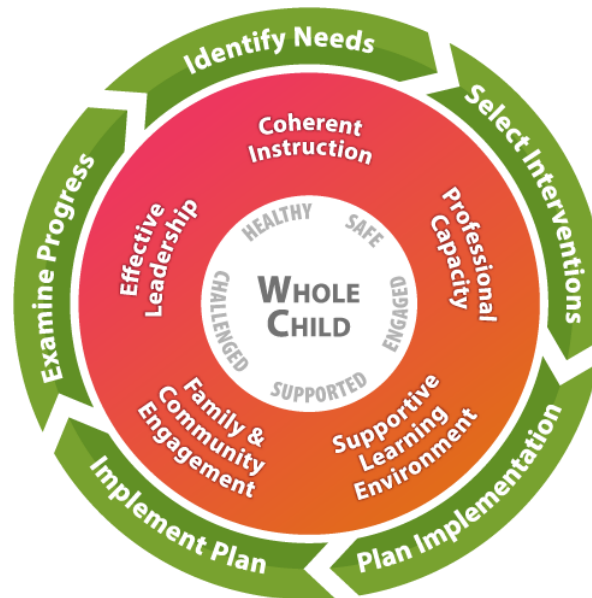 Identify Needs
Select Interventions
Plan Implementation
Implement Plan
Examine Progress
Coherent
Instruction
Professional
Capacity
Supportive
Learning
Environment
Family &
Community
Engagement
Effective
Leadership
HEALTHY
SAFE
ENGAGED
SUPPORTED
CHALLENGED
WHOLE
CHILD